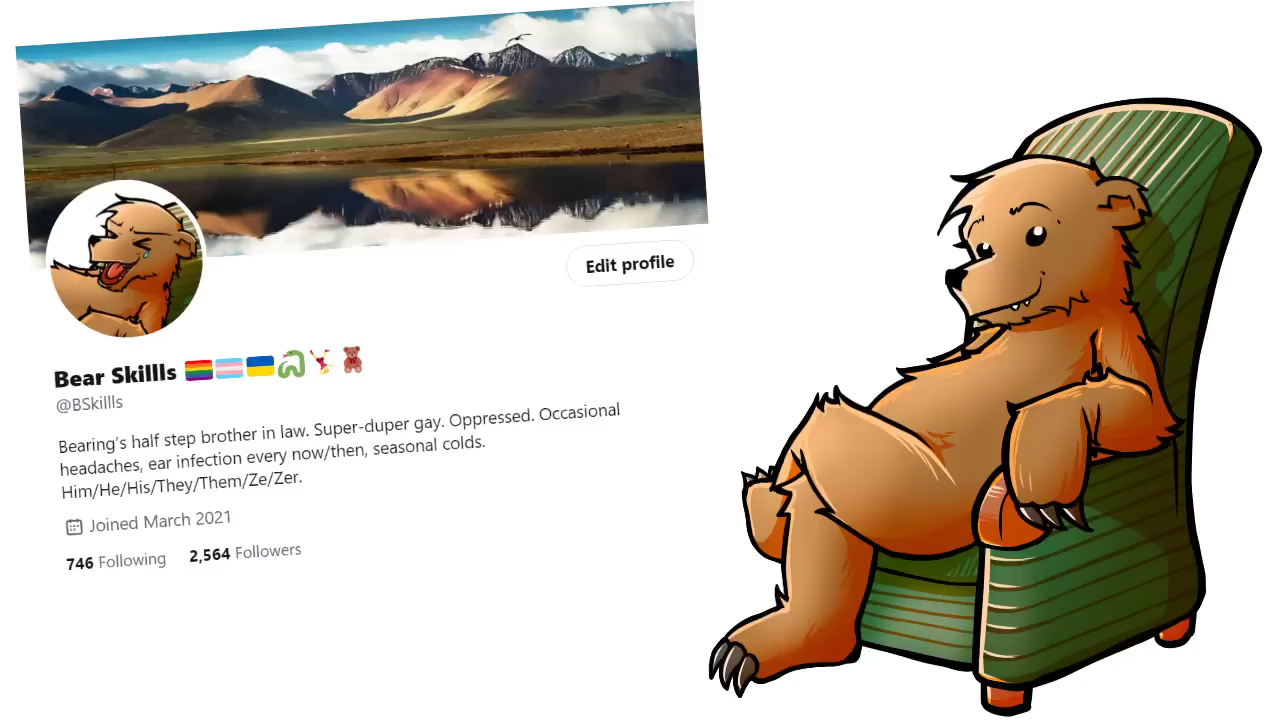 Edit profile
Bear Skillls 🏳️‍🌈🏳️‍⚧️🇺🇦🐍🤸🧸
@BSkillls
Bearing's half step brother in law. Super-duper gay. Oppressed. Occasional
headaches, ear infection every now/then, seasonal colds.
Him/He/His/They/Them/Ze/Zer.
Joined March 2021
746 Following 2,564 Followers